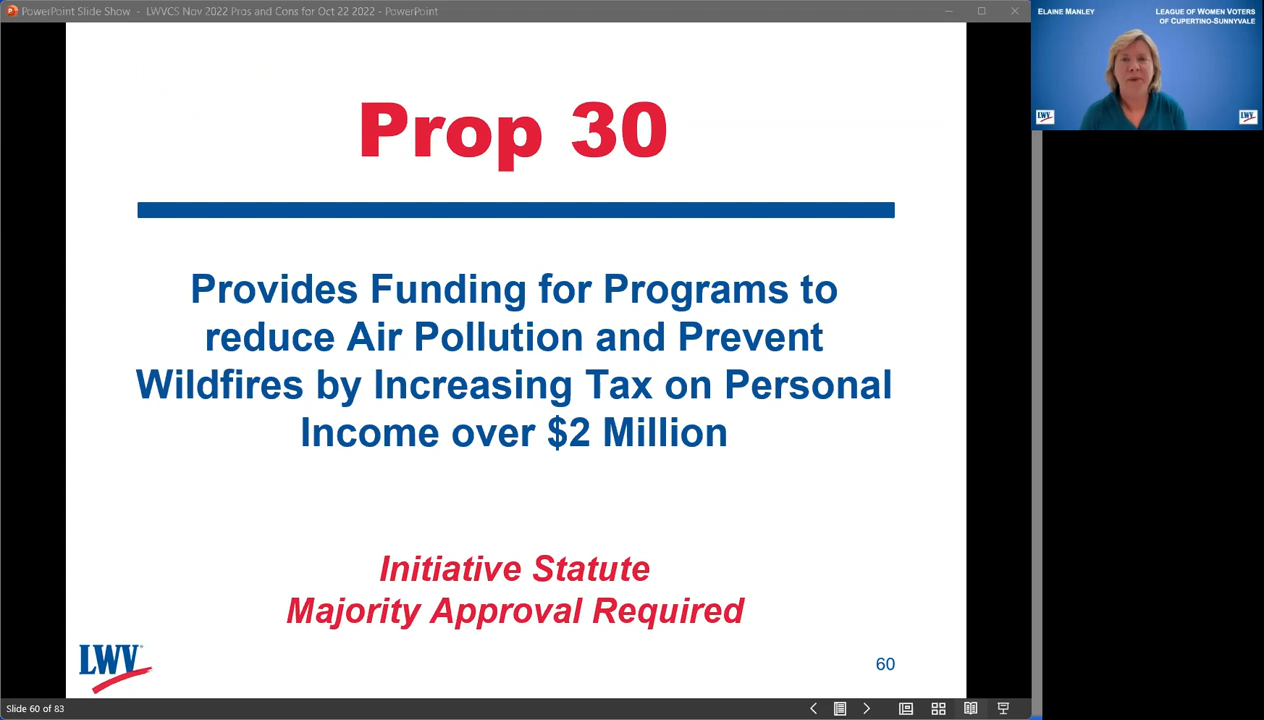 PowerPoint Slide Show - LWVCS Nov 2022 Pros and Cons for Oct 22 2022 - PowerPoint
ELAINE MANLEY
LEAGUE OF WOMEN VOTERS
OF CUPERTINO-SUNNYVALE
LWV
LWV
Prop 30
Provides Funding for Programs to
reduce Air Pollution and Prevent
Wildfires by Increasing Tax on Personal
Income over $2 Million
Initiative Statute
Majority Approval Required
LWV
60
Slide 60 of 83